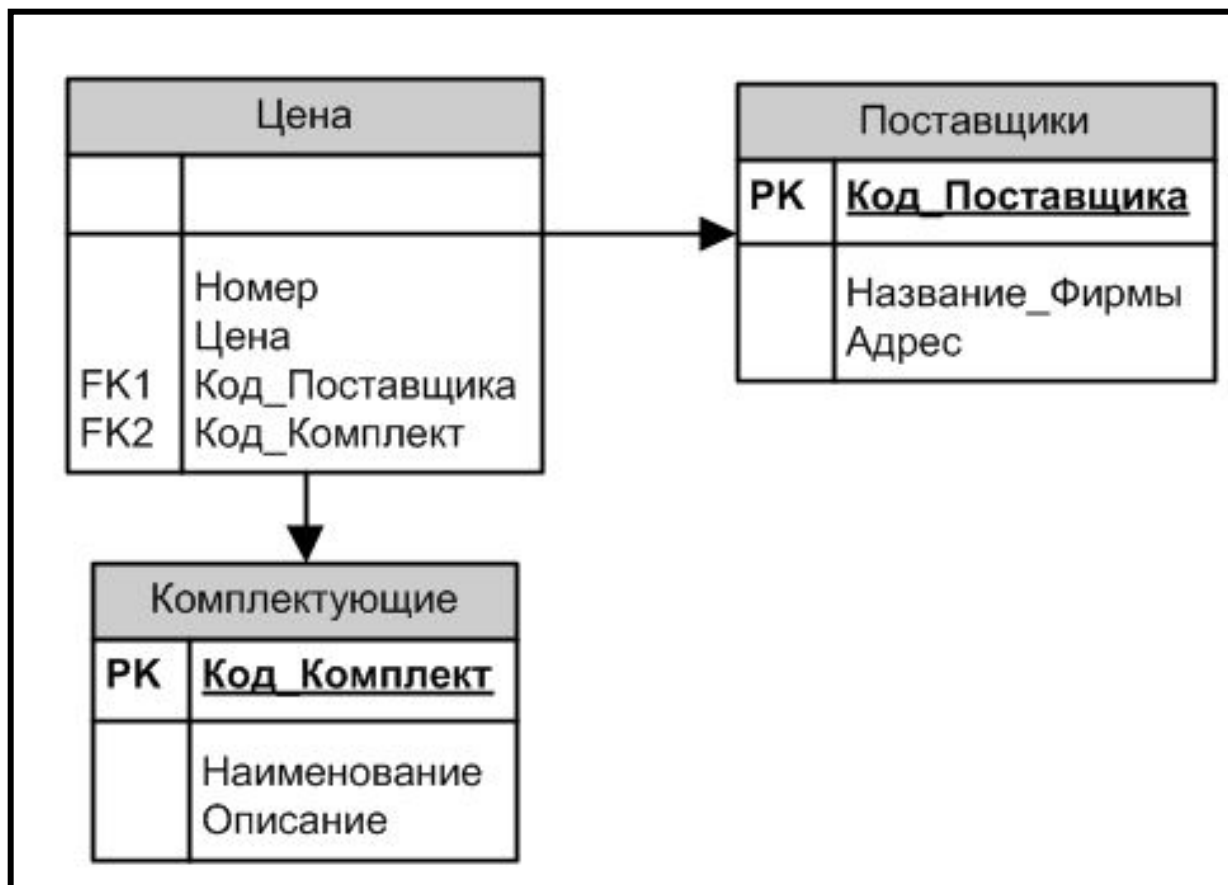 Цена
Номер
Цена
FK1 Код_Поставщика
FK2 Код_Комплект
Поставщики
PK Код_Поставщика
Название_Фирмы
Адрес
Комплектующие
PK Код_Комплект
Наименование
Описание